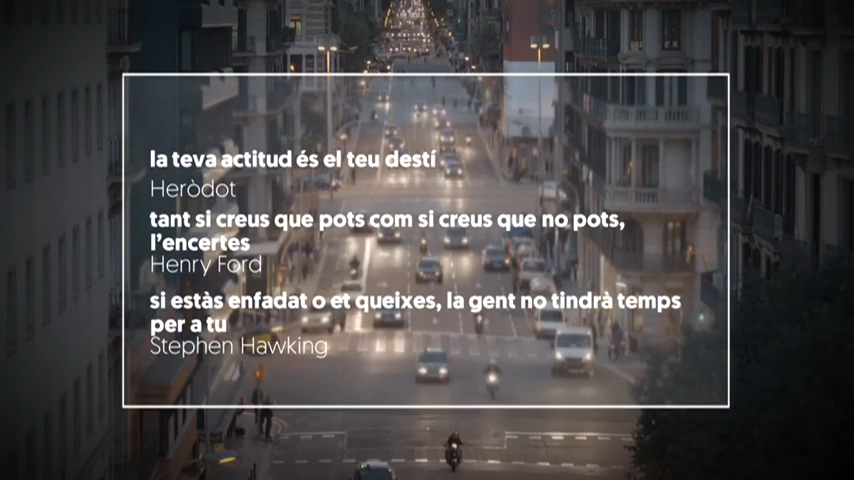 la teva actitud és el teu destí
Heròdot
tant si creus que pots com si creus que no pots,
l’encertes
Henry Ford
si estàs enfadat o et queixes, la gent no tindrà temps
per a tu
Stephen Hawking